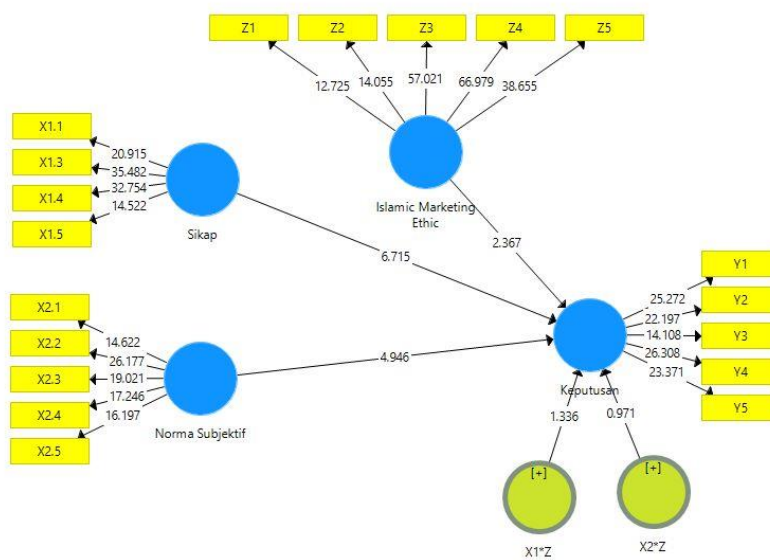 Z1 Z2 Z3 Z4 Z5
12.725 14.055 57.021 66.979 38.655
Islamic Marketing
Ethic
2.367
X1.1
X1.3
X1.4
X1.5
20.915
35.482
32.754
14.522
Sikap
6.715
X2.1
X2.2
X2.3
X2.4
X2.5
14.622
26.177
19.021
17.246
16.197
Norma Subjektif
4.946
Keputusan
25.272
22.197
14.108
26.308
23.371
Y1
Y2
Y3
Y4
Y5
1.336 0.971
[+] [+]
X1*Z X2*Z